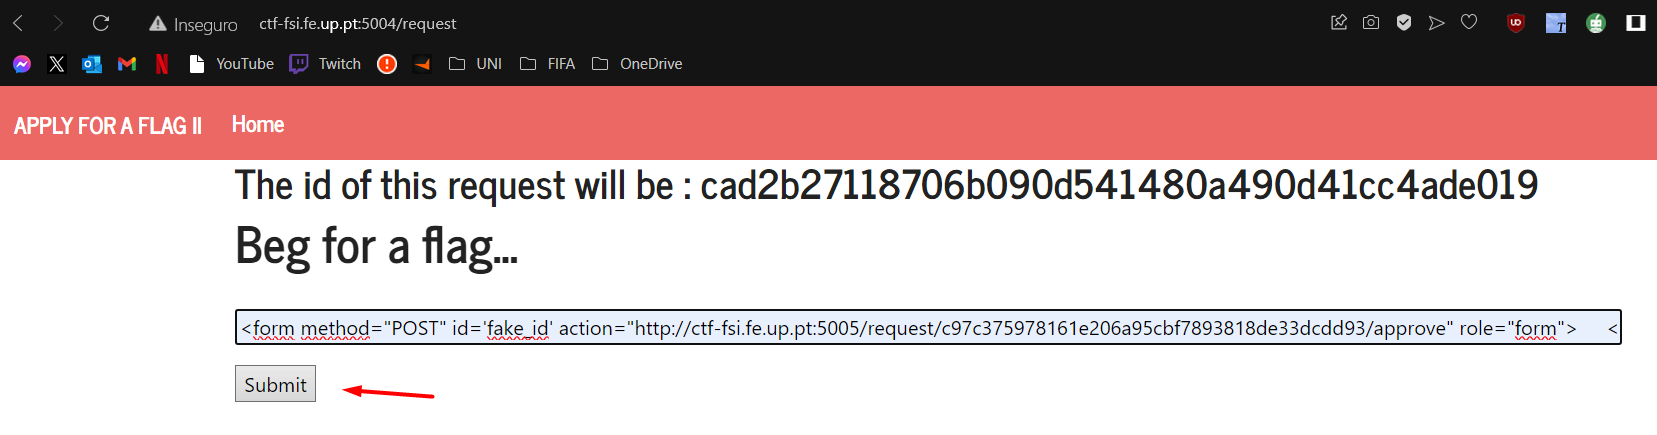 Inseguro ctf-fsi.fe.up.pt:5004/request
YouTube Twitch UNI FIFA OneDrive
APPLY FOR A FLAG II Home
The id of this request will be : cad2b27118706b090d541480a490d41cc4ade019
Beg for a flag...
<form method="POST" id='fake_id' action="http://ctf-fsi.fe.up.pt:5005/request/c97c375978161e206a95cbf7893818de33dcdd93/approve" role="form"> <
Submit